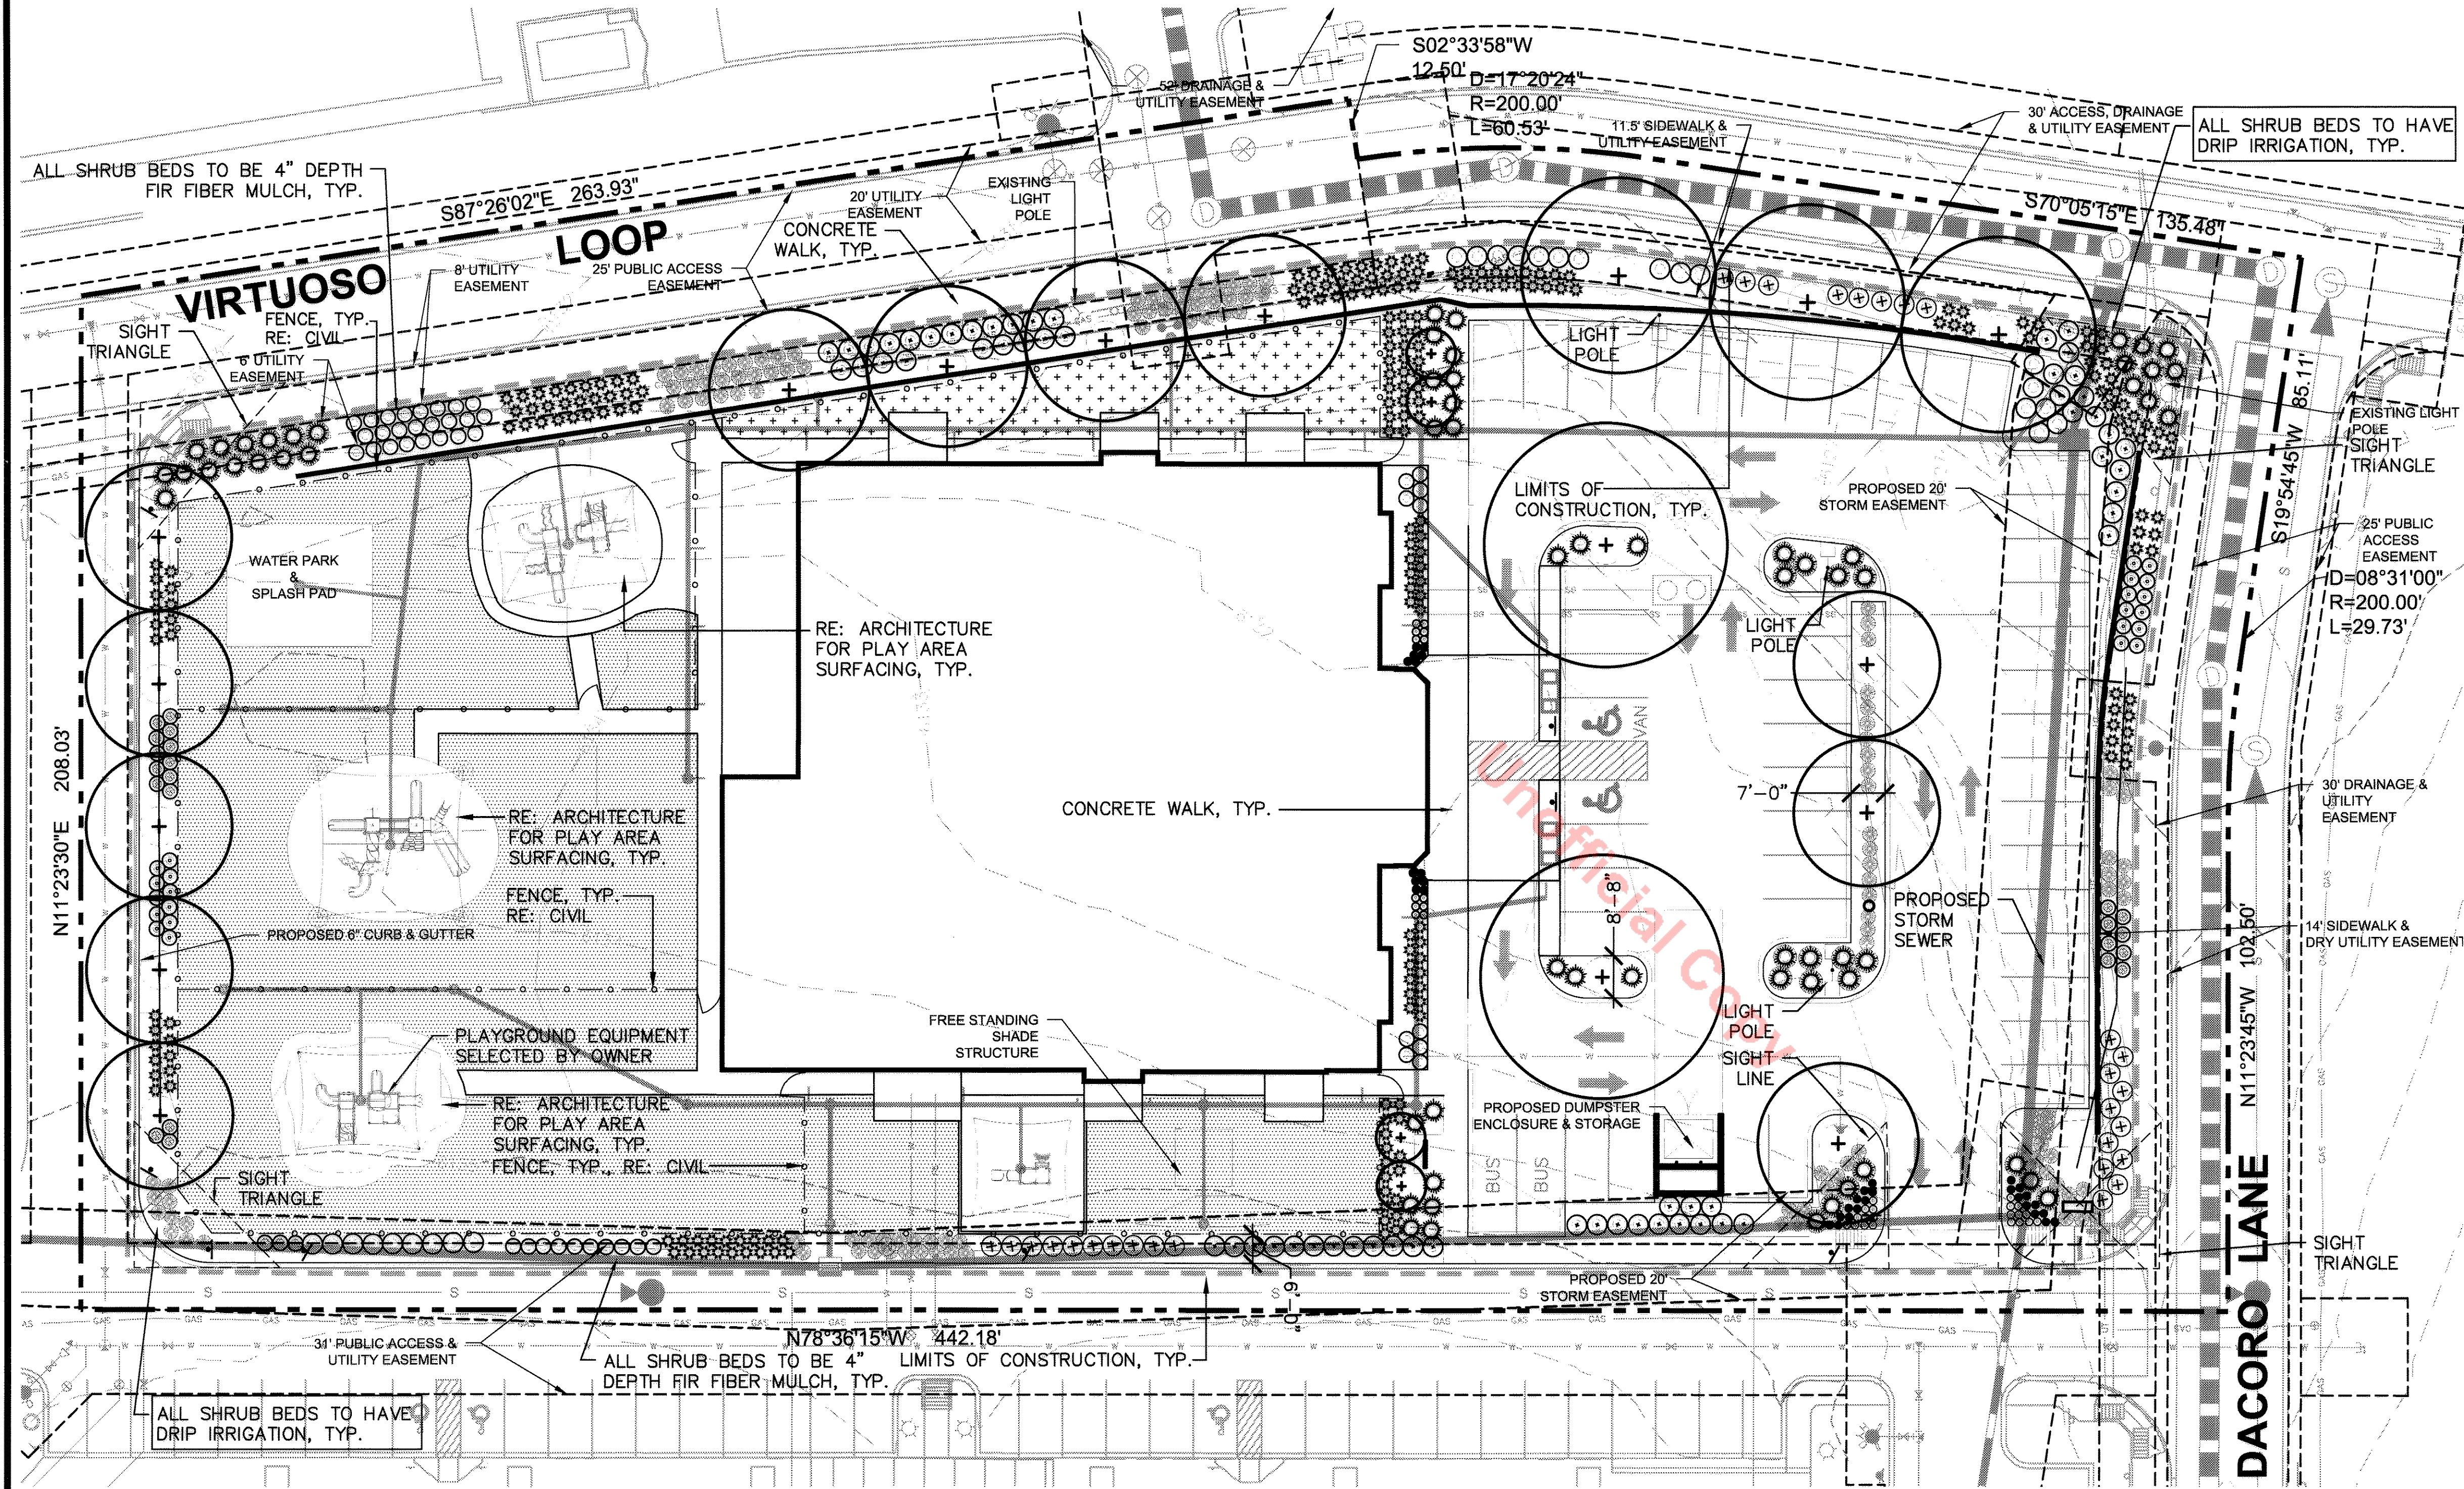 S02°33'58"W
12.50'
D=17°20'24"
R=200.00'
L=60.53'
52' DRAINAGE &
UTILITY EASEMENT
30' ACCESS, DRAINAGE
& UTILITY EASEMENT
ALL SHRUB BEDS TO HAVE
DRIP IRRIGATION, TYP.
11.5' SIDEWALK &
UTILITY EASEMENT
ALL SHRUB BEDS TO BE 4" DEPTH
FIR FIBER MULCH, TYP.
S87°26'02"E 263.93"
20' UTILITY
EASEMENT
EXISTING
LIGHT
POLE
CONCRETE
WALK, TYP.
S70°05'15"E 135.48"
VIRTUOSO LOOP
8' UTILITY
EASEMENT
25' PUBLIC ACCESS
EASEMENT
SIGHT
TRIANGLE
FENCE, TYP.
RE: CIVIL
6' UTILITY
EASEMENT
LIGHT
POLE
S19°54'45"W 85.11'
EXISTING LIGHT
POLE
SIGHT
TRIANGLE
LIMITS OF
CONSTRUCTION, TYP.
PROPOSED 20'
STORM EASEMENT
25' PUBLIC
ACCESS
EASEMENT
D=08°31'00"
R=200.00'
L=29.73'
WATER PARK
&
SPLASH PAD
RE: ARCHITECTURE
FOR PLAY AREA
SURFACING, TYP.
LIGHT
POLE
VAN
N11°23'30"E 208.03'
CONCRETE WALK, TYP.
7'-0"
30' DRAINAGE &
UTILITY
EASEMENT
RE: ARCHITECTURE
FOR PLAY AREA
SURFACING, TYP.
FENCE, TYP.
RE: CIVIL
PROPOSED 6" CURB & GUTTER
8'-8"
PROPOSED
STORM
SEWER
14' SIDEWALK &
DRY UTILITY EASEMENT
N11°23'45"W 102.50'
Unofficial Copy
FREE STANDING
SHADE
STRUCTURE
PLAYGROUND EQUIPMENT
SELECTED BY OWNER
LIGHT
POLE
SIGHT
LINE
RE: ARCHITECTURE
FOR PLAY AREA
SURFACING, TYP.
FENCE, TYP., RE: CIVIL
PROPOSED DUMPSTER
ENCLOSURE & STORAGE
BUS
BUS
SIGHT
TRIANGLE
SIGHT
TRIANGLE
DACORO LANE
PROPOSED 20'
STORM EASEMENT
6'-0"
N78°36'15"W 442.18'
31' PUBLIC ACCESS &
UTILITY EASEMENT
ALL SHRUB BEDS TO BE 4"
DEPTH FIR FIBER MULCH, TYP.
LIMITS OF CONSTRUCTION, TYP.
ALL SHRUB BEDS TO HAVE
DRIP IRRIGATION, TYP.